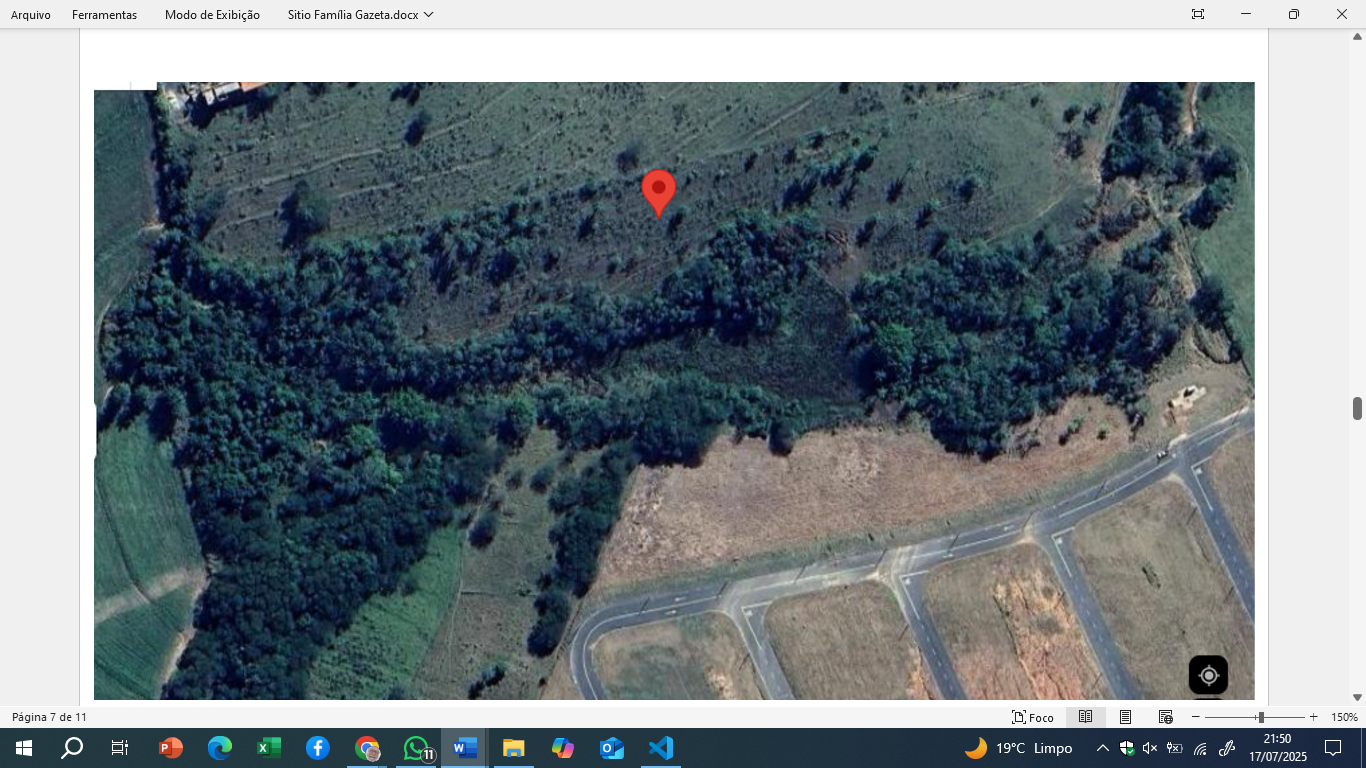 Arquivo Ferramentas Modo de Exibição Sitio Família Gazeta.docx
Página 7 de 11 Foco 150%
11 19°C Limpo 21:50
17/07/2025